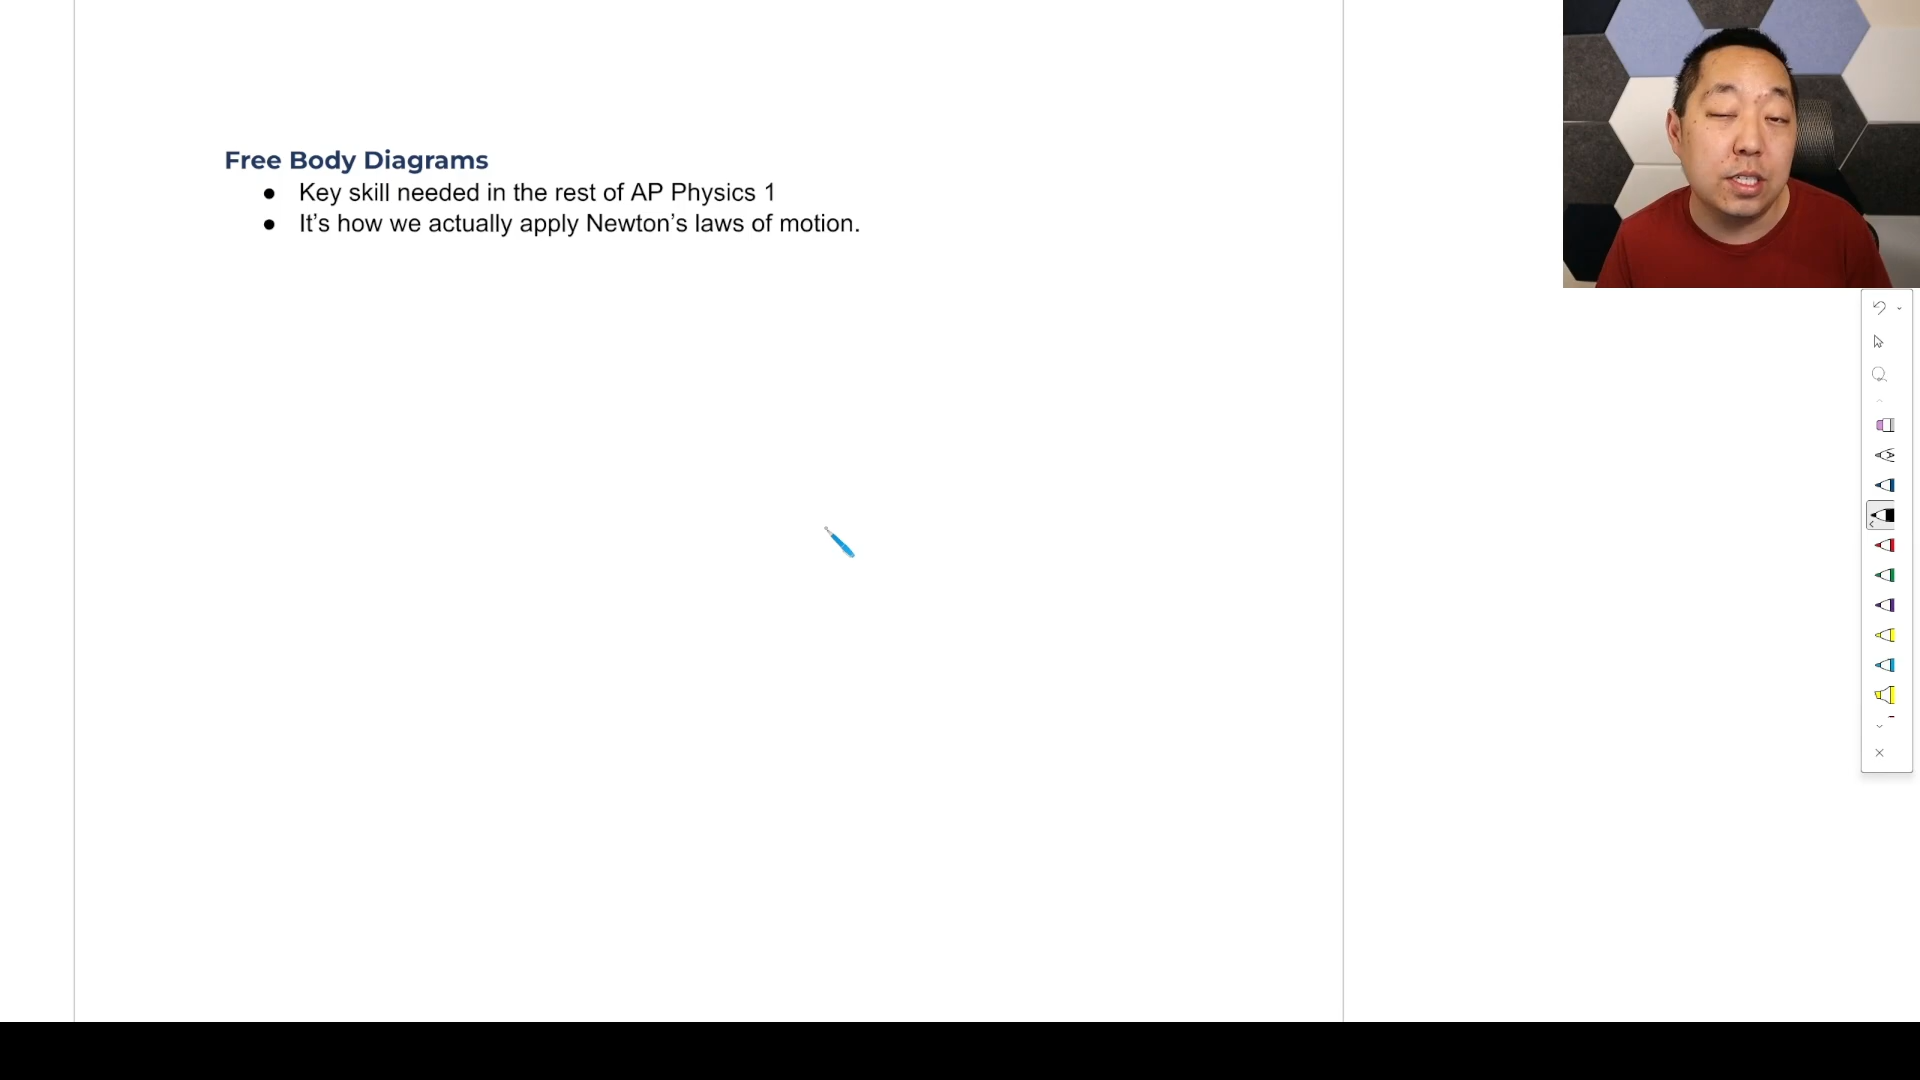 Free Body Diagrams
● Key skill needed in the rest of AP Physics 1
● It’s how we actually apply Newton’s laws of motion.